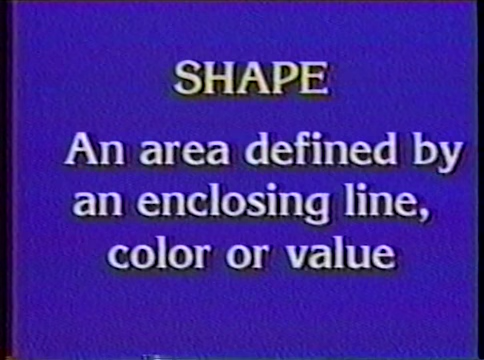 SHAPE
An area defined by
an enclosing line,
color or value